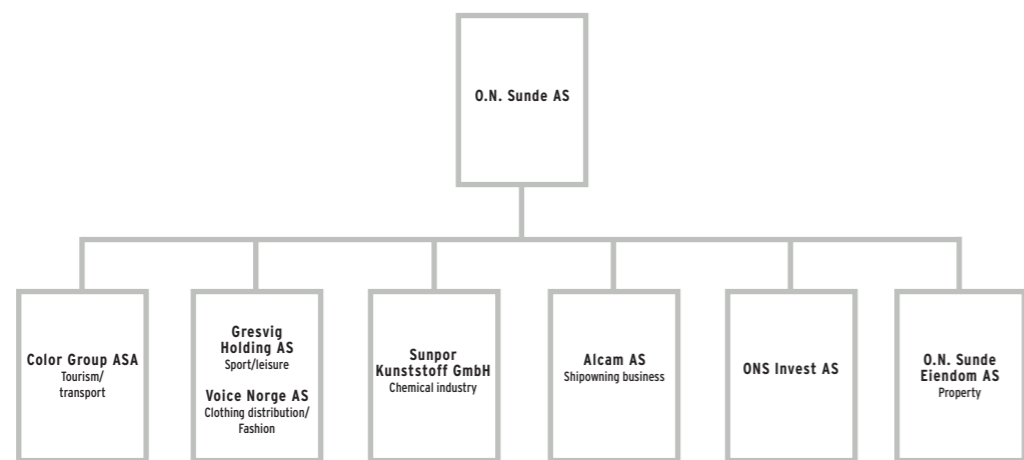 O.N. Sunde AS
Color Group ASA
Tourism/
transport
Gresvig
Holding AS
Sport/leisure
Voice Norge AS
Clothing distribution/
Fashion
Sunpor
Kunststoff GmbH
Chemical industry
Alcam AS
Shipowning business
ONS Invest AS
O.N. Sunde
Eiendom AS
Property